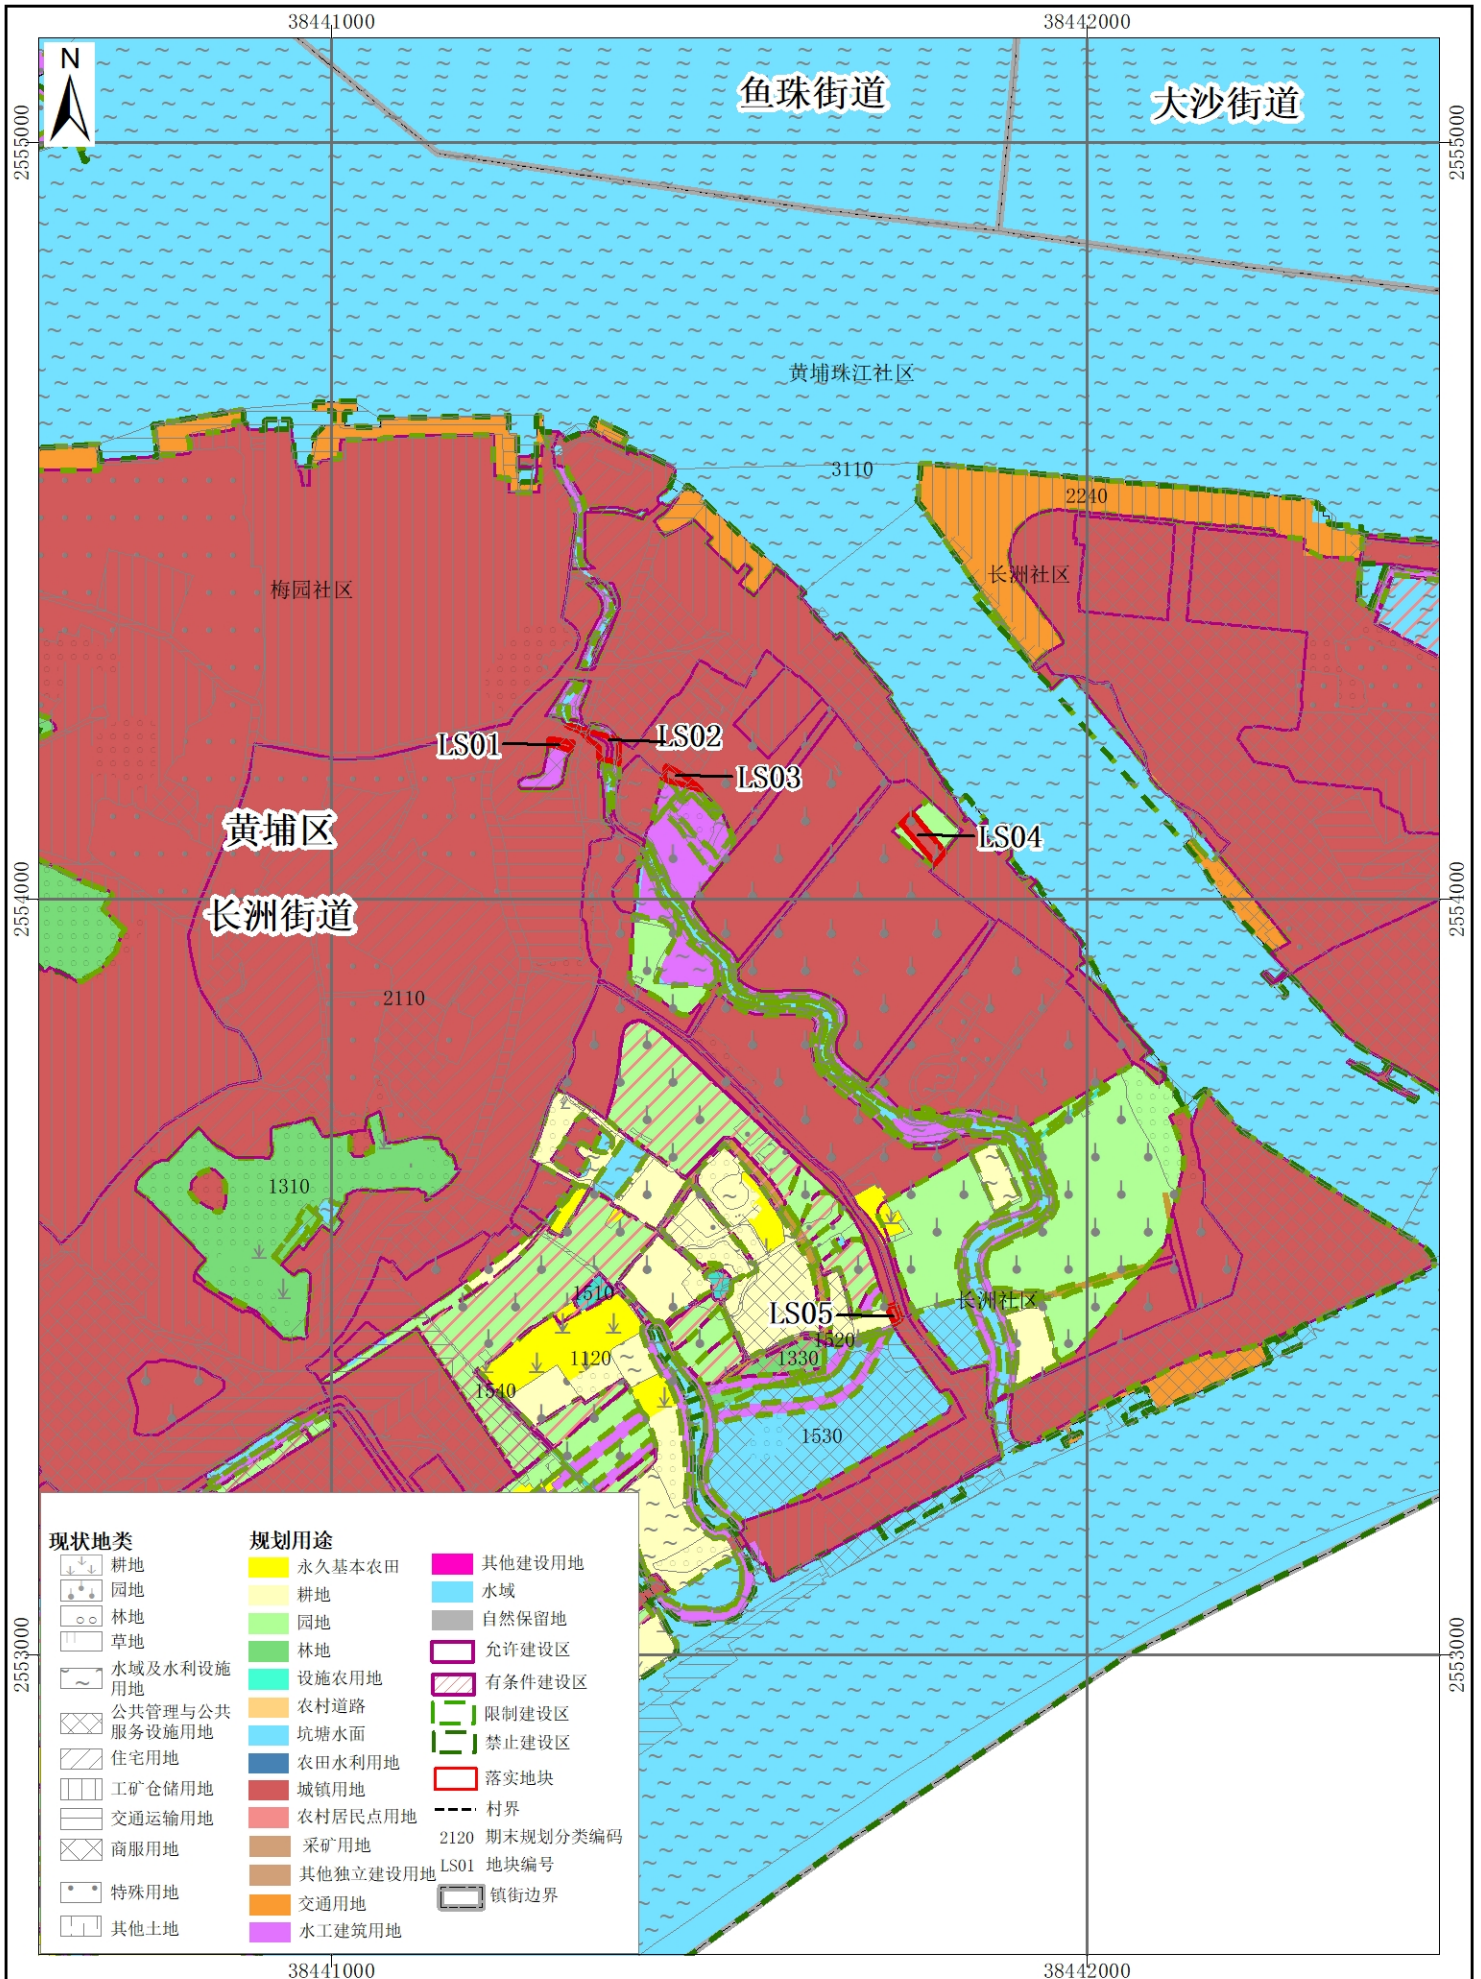 38441000
38442000
N
鱼珠街道
大沙街道
2555000
2555000
黄埔珠江社区
3110
2240
长洲社区
梅园社区
LS01
LS02
LS03
LS04
黄埔区
长洲街道
2554000
2554000
2110
1310
1510
长洲社区
LS05
1520
1330
1120
1540
1530
2553000
2553000
现状地类
耕地
园地
林地
草地
水域及水利设施
用地
公共管理与公共
服务设施用地
住宅用地
工矿仓储用地
交通运输用地
商服用地
特殊用地
其他土地
规划用途
永久基本农田
耕地
园地
林地
设施农用地
农村道路
坑塘水面
农田水利用地
城镇用地
农村居民点用地
采矿用地
其他独立建设用地
交通用地
水工建筑用地
其他建设用地
水域
自然保留地
允许建设区
有条件建设区
限制建设区
禁止建设区
落实地块
村界
2120 期末规划分类编码
LS01 地块编号
镇街边界
38441000
38442000